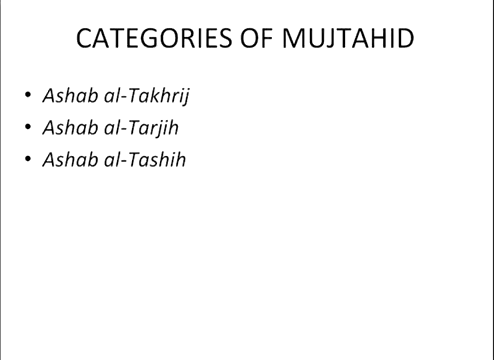 CATEGORIES OF MUJTAHID
• Ashab al-Takhrij
• Ashab al-Tarjih
• Ashab al-Tashih